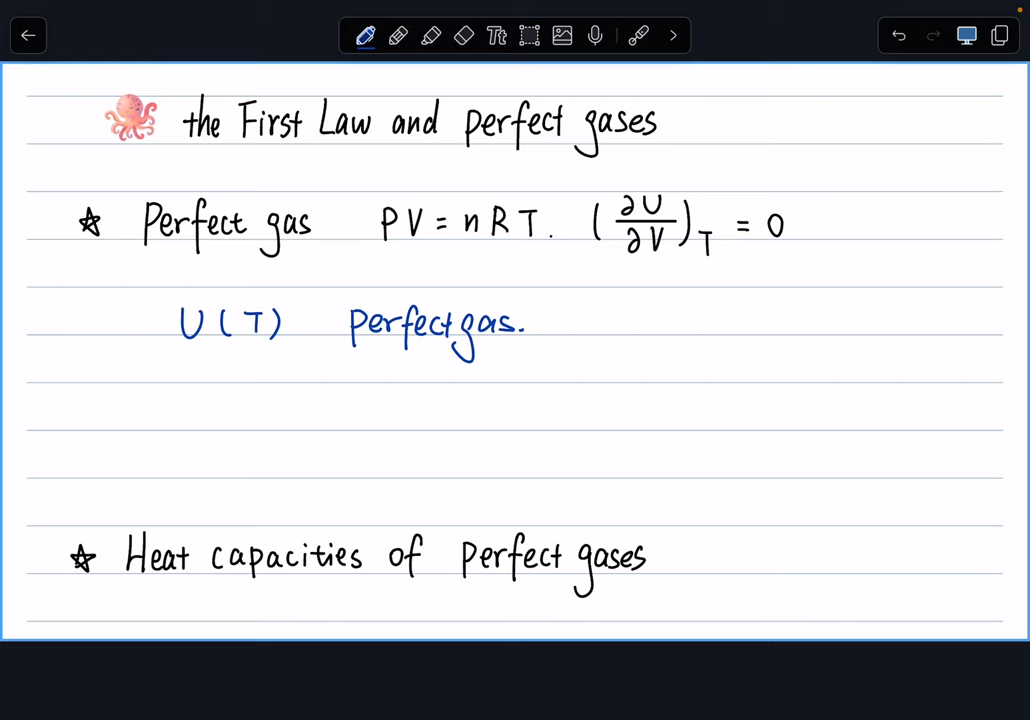 the First Law and perfect gases
☆ Perfect gas PV = nRT. (∂U/∂V)_T = 0
U(T) perfect gas.
☆ Heat capacities of perfect gases